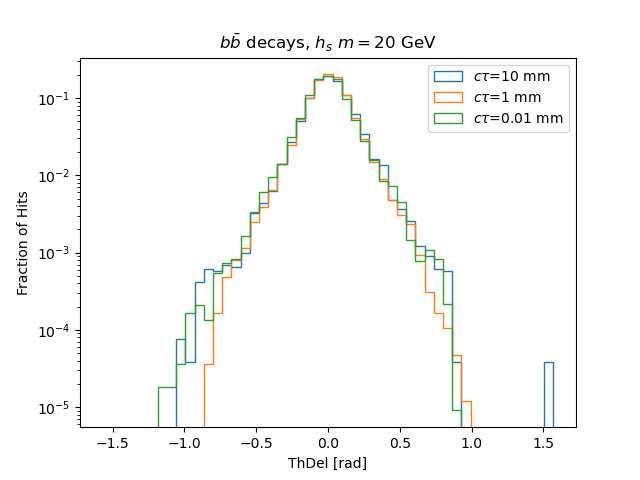 $b\bar{b}$ decays, $h_s$ $m = 20$ GeV
cτ=10 mm
cτ=1 mm
cτ=0.01 mm
Fraction of Hits
10⁻¹
10⁻²
10⁻³
10⁻⁴
10⁻⁵
−1.5 −1.0 −0.5 0.0 0.5 1.0 1.5
ThDel [rad]